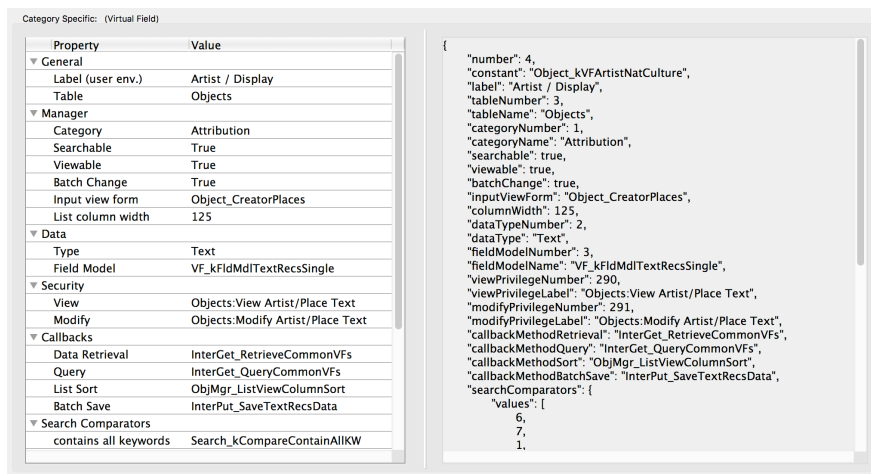 Category Specific: (Virtual Field)
Property Value
General
Label (user env.) Artist / Display
Table Objects
Manager
Category Attribution
Searchable True
Viewable True
Batch Change True
Input view form Object_CreatorPlaces
List column width 125
Data
Type Text
Field Model VF_kFldMdlTextRecsSingle
Security
View Objects:View Artist/Place Text
Modify Objects:Modify Artist/Place Text
Callbacks
Data Retrieval InterGet_RetrieveCommonVFs
Query InterGet_QueryCommonVFs
List Sort ObjMgr_ListViewColumnSort
Batch Save InterPut_SaveTextRecsData
Search Comparators
contains all keywords Search_kCompareContainAllKW
{
"number": 4,
"constant": "Object_kVFArtistNatCulture",
"label": "Artist / Display",
"tableNumber": 3,
"tableName": "Objects",
"categoryNumber": 1,
"categoryName": "Attribution",
"searchable": true,
"viewable": true,
"batchChange": true,
"inputViewForm": "Object_CreatorPlaces",
"columnWidth": 125,
"dataTypeNumber": 2,
"dataType": "Text",
"fieldModelNumber": 3,
"fieldModelName": "VF_kFldMdlTextRecsSingle",
"viewPrivilegeNumber": 290,
"viewPrivilegeLabel": "Objects:View Artist/Place Text",
"modifyPrivilegeNumber": 291,
"modifyPrivilegeLabel": "Objects:Modify Artist/Place Text",
"callbackMethodRetrieval": "InterGet_RetrieveCommonVFs",
"callbackMethodQuery": "InterGet_QueryCommonVFs",
"callbackMethodSort": "ObjMgr_ListViewColumnSort",
"callbackMethodBatchSave": "InterPut_SaveTextRecsData",
"searchComparators": {
"values": [
6,
7,
1,